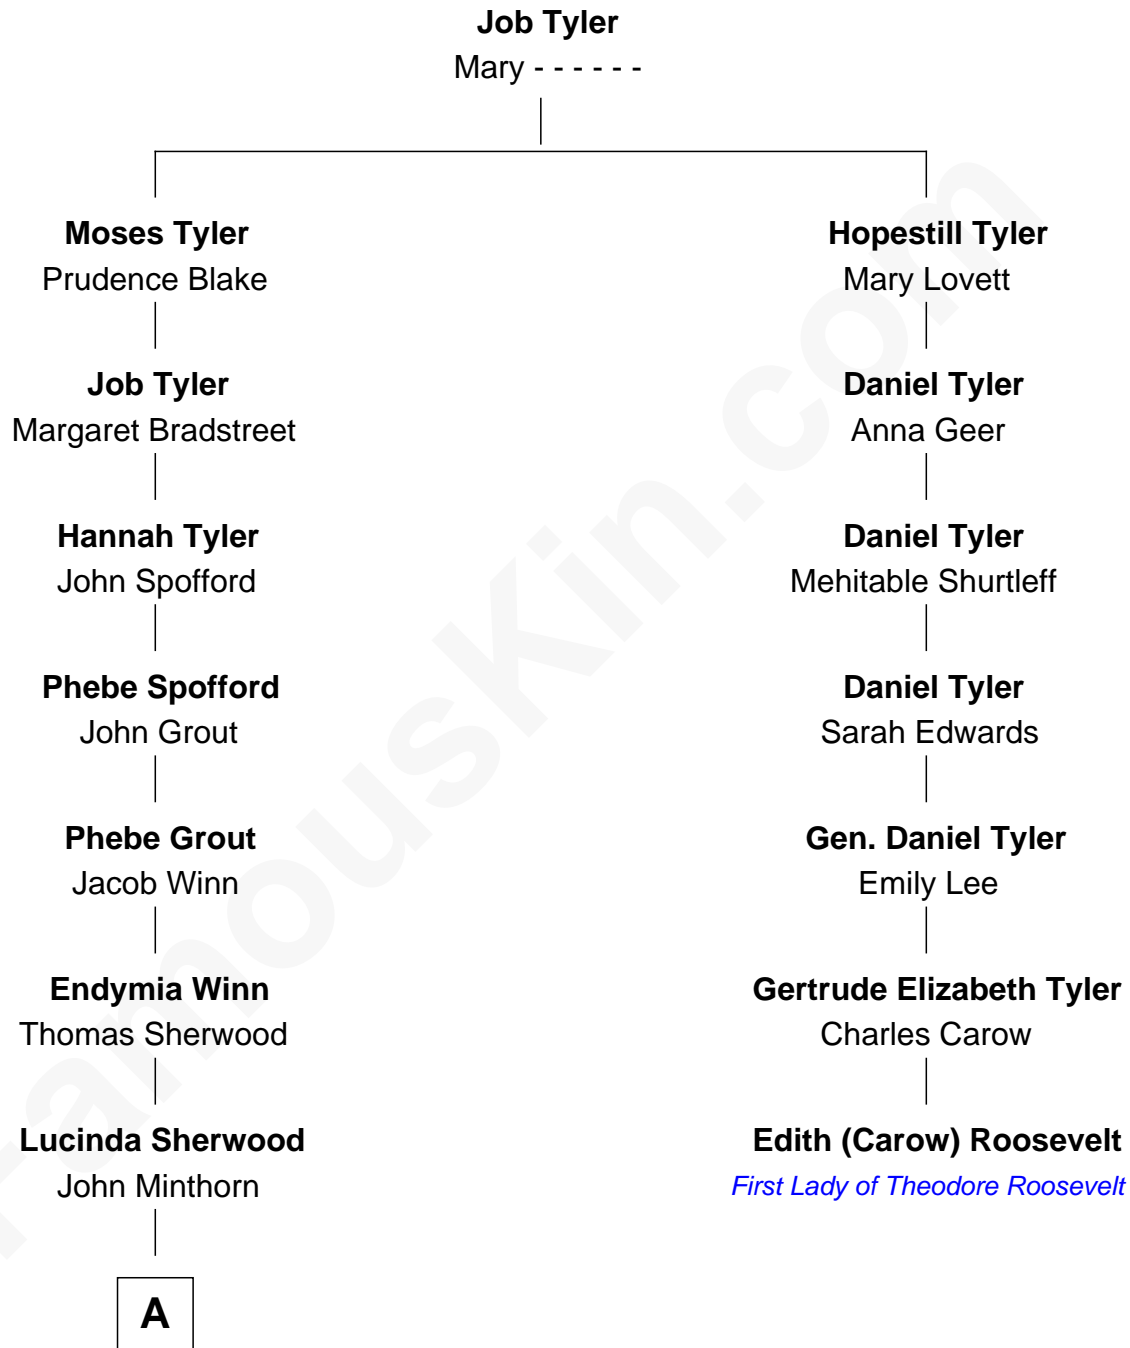 Job Tyler
Mary - - - - - -
Moses Tyler
Prudence Blake
Hopestill Tyler
Mary Lovett
Job Tyler
Margaret Bradstreet
Daniel Tyler
Anna Geer
Hannah Tyler
John Spofford
Daniel Tyler
Mehitable Shurtleff
Phebe Spofford
John Grout
Daniel Tyler
Sarah Edwards
Phebe Grout
Jacob Winn
Gen. Daniel Tyler
Emily Lee
Endymia Winn
Thomas Sherwood
Gertrude Elizabeth Tyler
Charles Carow
Lucinda Sherwood
John Minthorn
Edith (Carow) Roosevelt
First Lady of Theodore Roosevelt
A
FamousKin.com